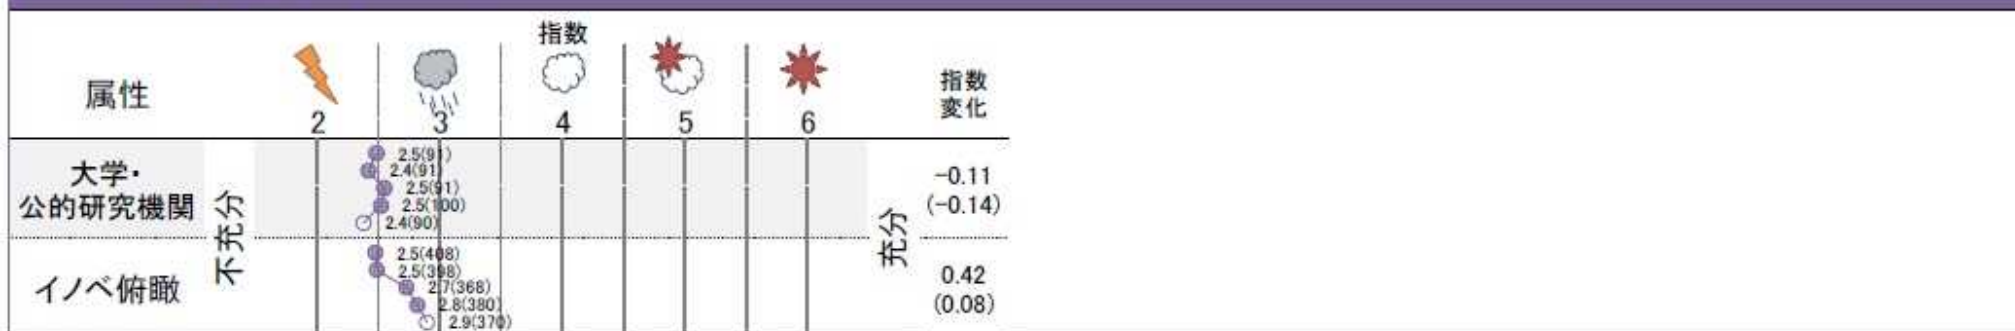 指数
属性
指数
変化
2
3
4
5
6
大学・
公的研究機関
不充分
2.5(91)
2.4(91)
2.5(91)
2.5(100)
2.4(90)
充分
-0.11
(-0.14)
イノベ俯瞰
2.5(408)
2.5(398)
2.7(368)
2.8(380)
2.9(370)
0.42
(0.08)